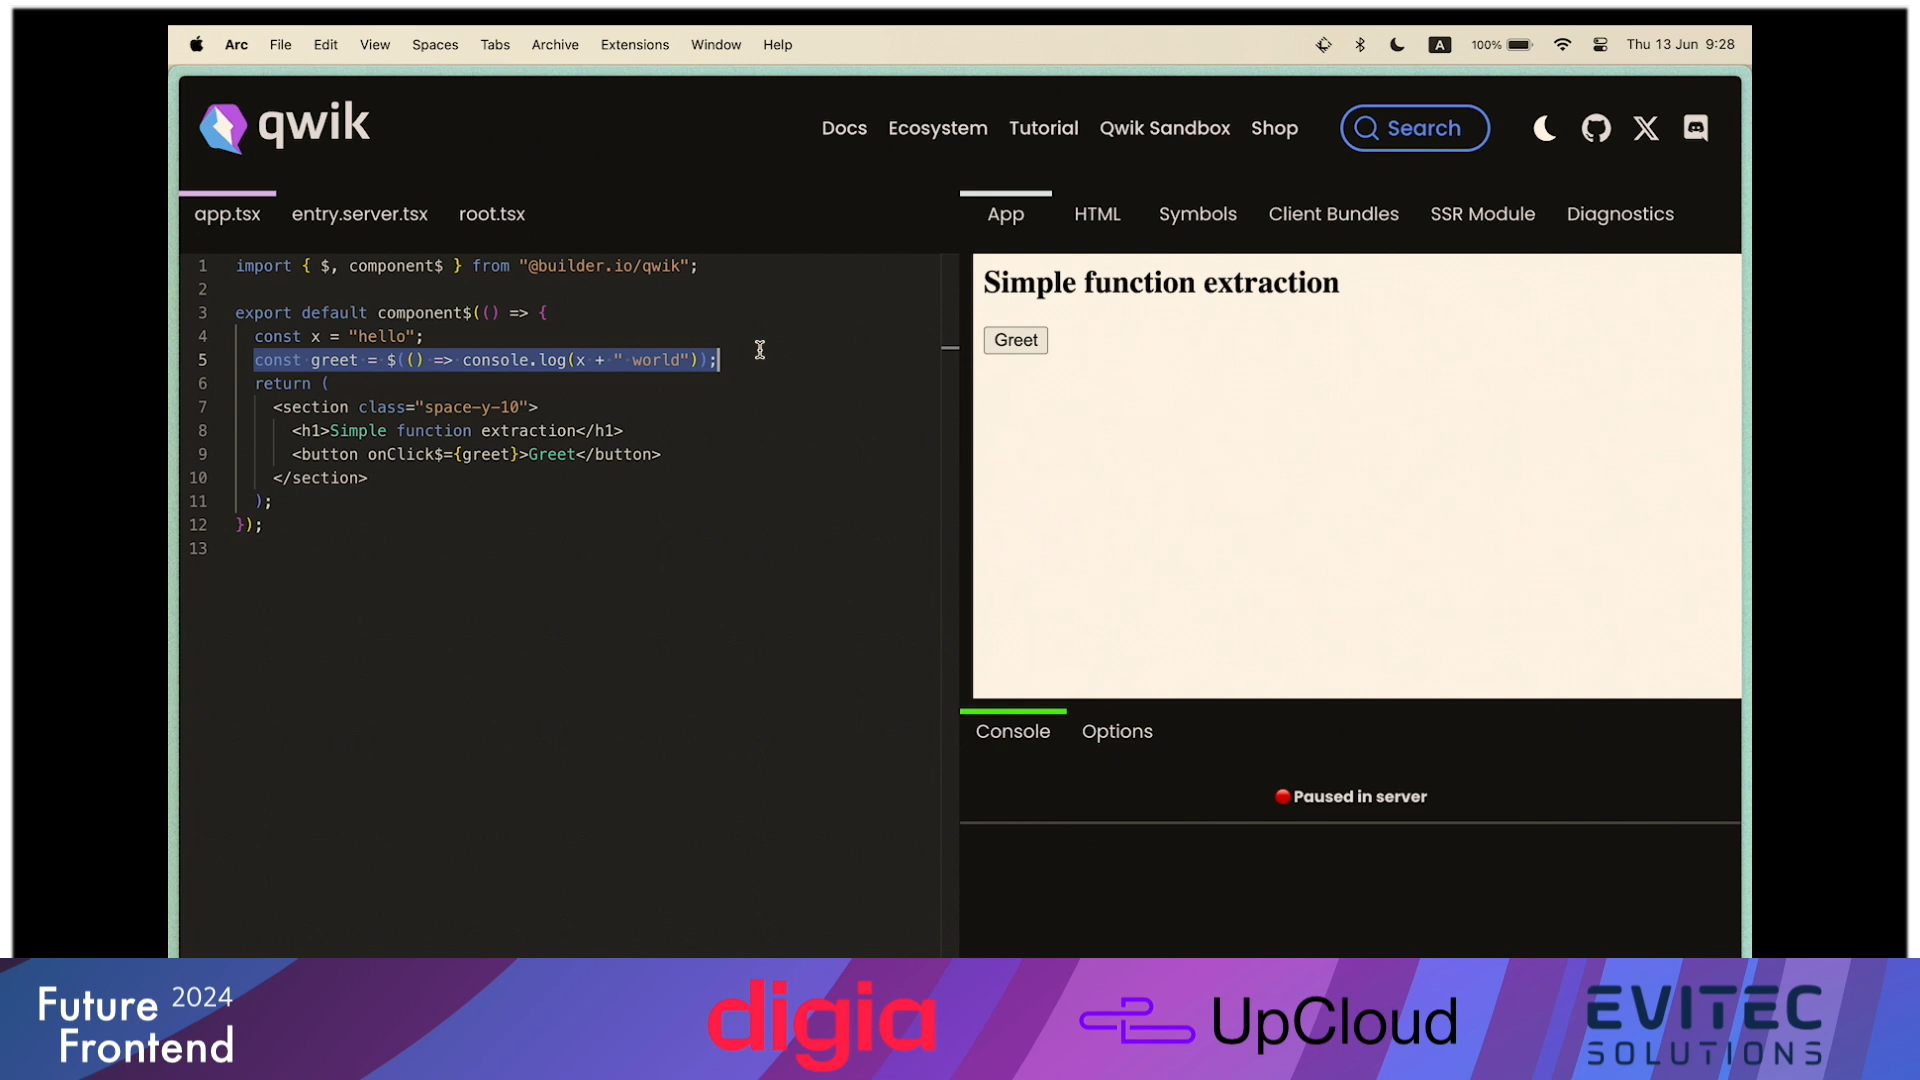 Arc File Edit View Spaces Tabs Archive Extensions Window Help
A 100% Thu 13 Jun 9:28
qwik
Docs Ecosystem Tutorial Qwik Sandbox Shop Search
app.tsx entry.server.tsx root.tsx
App HTML Symbols Client Bundles SSR Module Diagnostics
1 import { $, component$ } from "@builder.io/qwik";
2
3 export default component$(() => {
4 const x = "hello";
5 const greet = $(() => console.log(x + " world"));
6 return (
7 <section class="space-y-10">
8 <h1>Simple function extraction</h1>
9 <button onClick$={greet}>Greet</button>
10 </section>
11 );
12 });
13
Simple function extraction
Greet
Console Options
Paused in server
Future 2024
Frontend
digia
UpCloud
EVITEC
SOLUTIONS